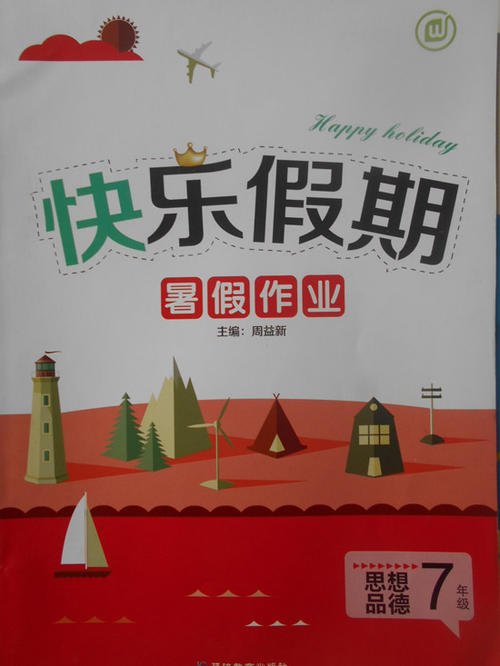 Happy holiday
快乐假期
暑假作业
主编：周益新
思想
品德
7年级